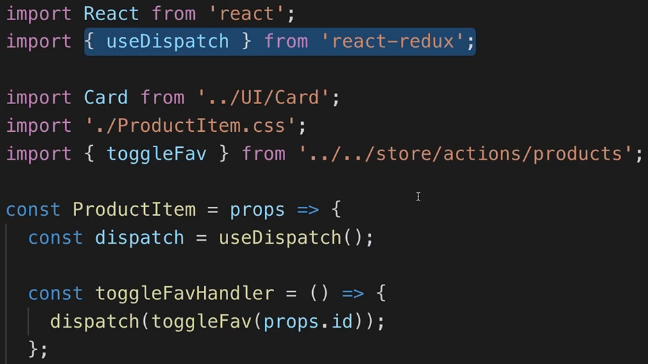 import React from 'react';
import { useDispatch } from 'react-redux';
import Card from '../UI/Card';
import './ProductItem.css';
import { toggleFav } from '../../store/actions/products';
const ProductItem = props => {
const dispatch = useDispatch();
const toggleFavHandler = () => {
dispatch(toggleFav(props.id));
};